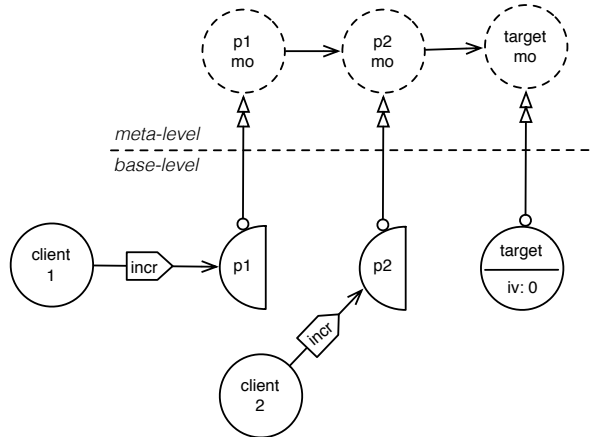 p1
mo
p2
mo
target
mo
meta-level
base-level
client
1
incr
p1
p2
target
iv: 0
incr
client
2